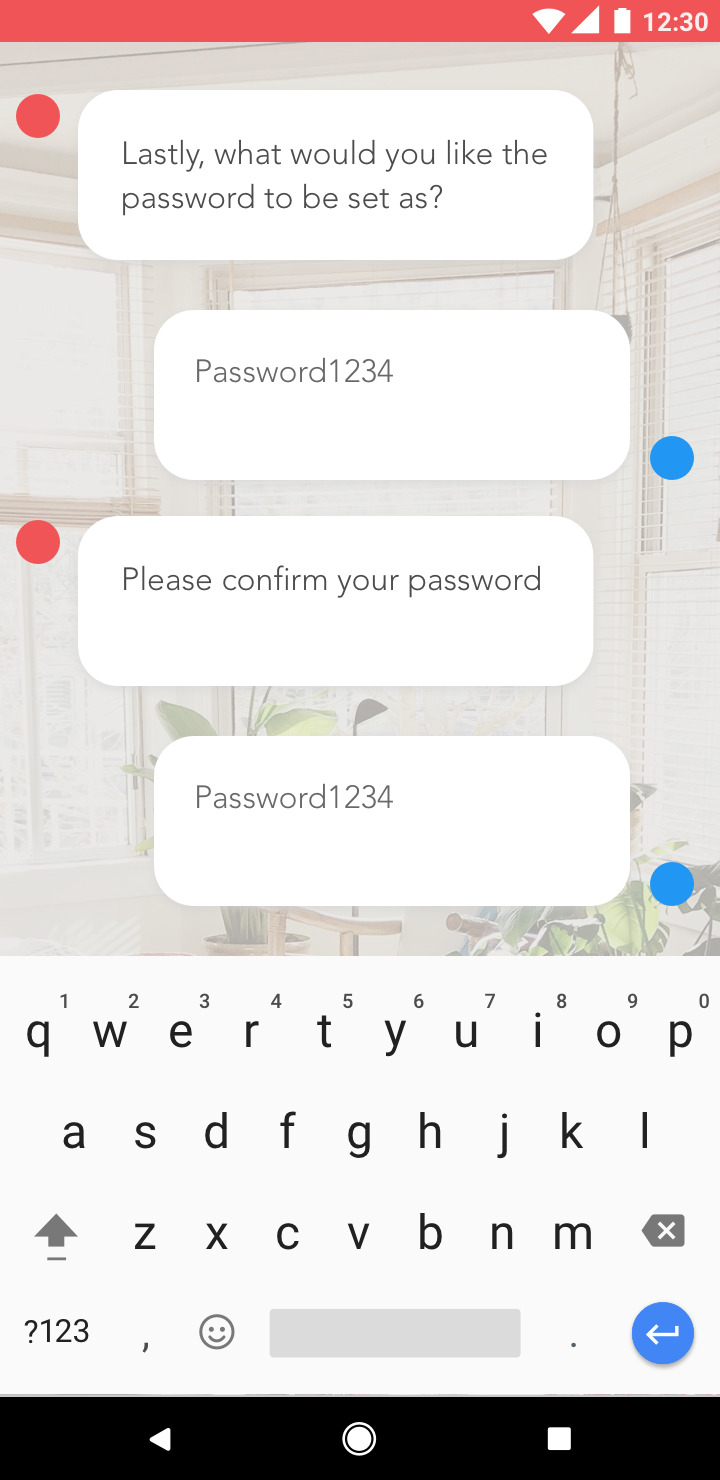 12:30
Lastly, what would you like the
password to be set as?
Password1234
Please confirm your password
Password1234
1 2 3 4 5 6 7 8 9 0
q w e r t y u i o p
a s d f g h j k l
z x c v b n m
?123 , .